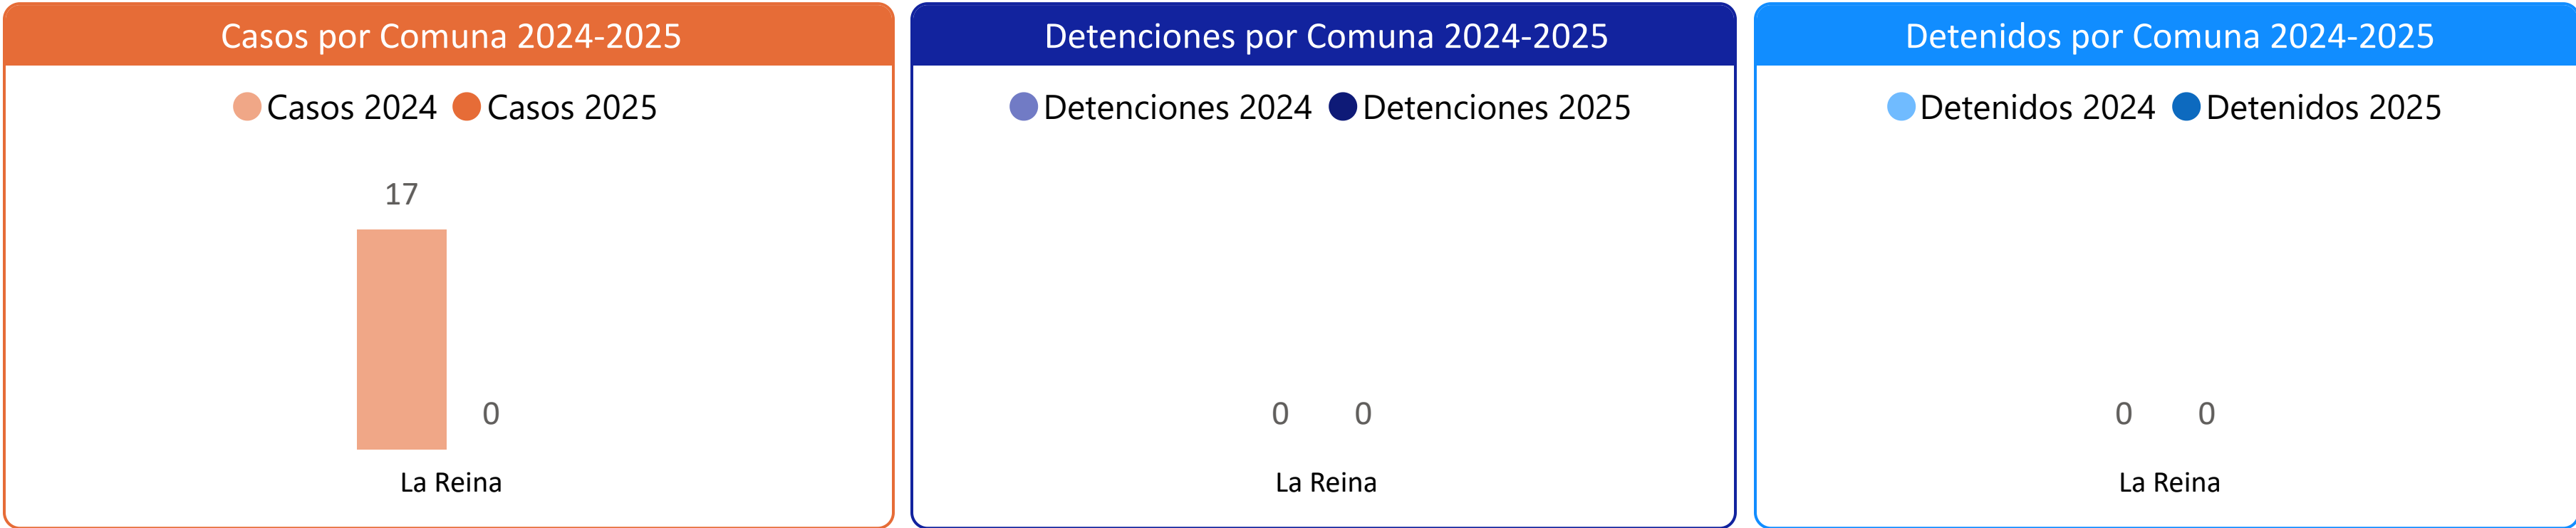 Casos por Comuna 2024-2025
Casos 2024 Casos 2025
17
0
La Reina
Detenciones por Comuna 2024-2025
Detenciones 2024 Detenciones 2025
0 0
La Reina
Detenidos por Comuna 2024-2025
Detenidos 2024 Detenidos 2025
0 0
La Reina